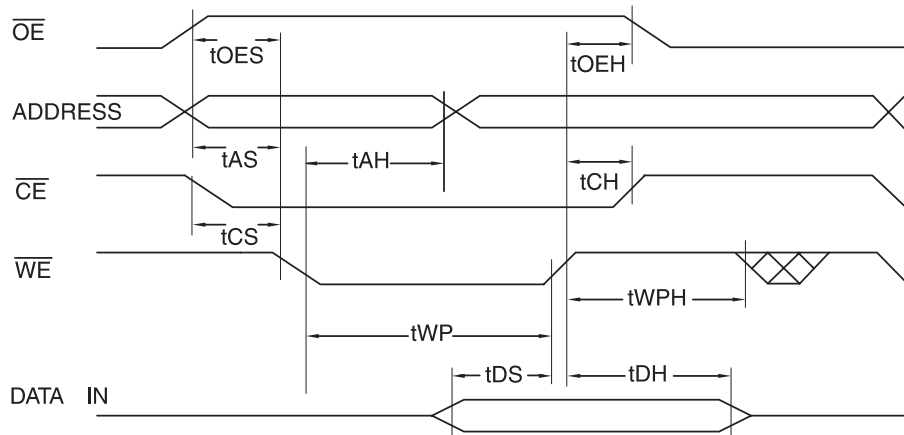 OE
tOES
tOEH
ADDRESS
tAS
tAH
tCH
CE
tCS
WE
tWPH
tWP
tDS
tDH
DATA IN